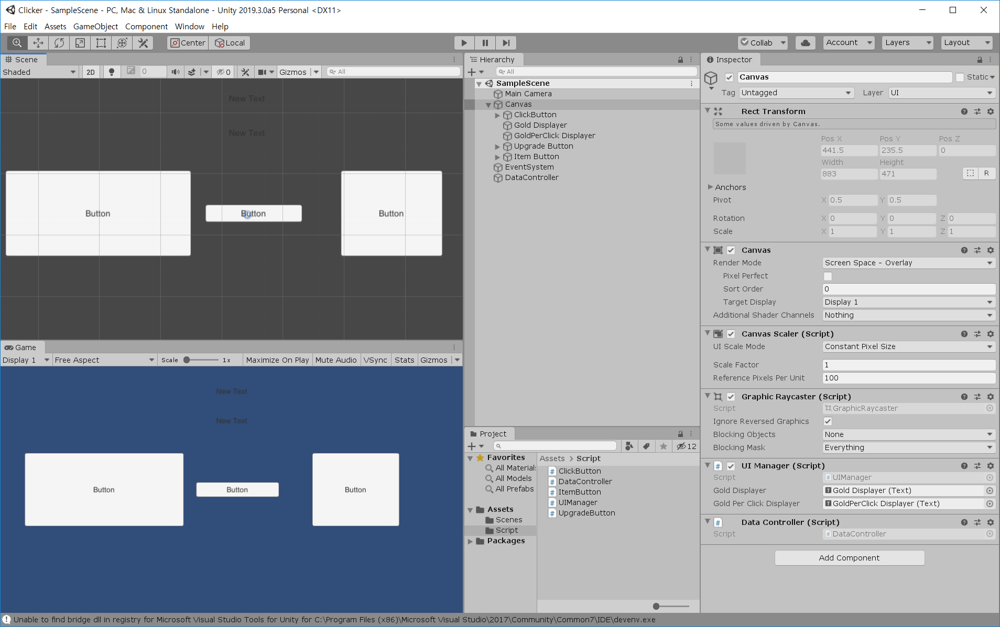 Clicker - SampleScene - PC, Mac & Linux Standalone - Unity 2019.3.0a5 Personal <DX11>
File Edit Assets GameObject Component Window Help
Center Local Collab Account Layers Layout
Scene
Shaded 2D 0 0 Gizmos All
New Text
New Text
Button Button Button
Game
Display 1 Free Aspect Scale 1x Maximize On Play Mute Audio VSync Stats Gizmos
New Text
New Text
Button Button Button
Hierarchy
All
SampleScene
Main Camera
Canvas
ClickButton
Gold Displayer
GoldPerClick Displayer
Upgrade Button
Item Button
EventSystem
DataController
Project
12
Favorites
All Materials
All Models
All Prefabs
Assets
Scenes
Script
Packages
Assets > Script
ClickButton
DataController
ItemButton
UIManager
UpgradeButton
Inspector
Canvas Static
Tag Untagged Layer UI
Rect Transform
Some values driven by Canvas.
Pos X Pos Y Pos Z
441.5 235.5 0
Width Height
883 471 R
Anchors
Pivot X 0.5 Y 0.5
Rotation X 0 Y 0 Z 0
Scale X 1 Y 1 Z 1
Canvas
Render Mode Screen Space - Overlay
Pixel Perfect
Sort Order 0
Target Display Display 1
Additional Shader Channels Nothing
Canvas Scaler (Script)
UI Scale Mode Constant Pixel Size
Scale Factor 1
Reference Pixels Per Unit 100
Graphic Raycaster (Script)
Script GraphicRaycaster
Ignore Reversed Graphics
Blocking Objects None
Blocking Mask Everything
UI Manager (Script)
Script UIManager
Gold Displayer Gold Displayer (Text)
Gold Per Click Displayer GoldPerClick Displayer (Text)
Data Controller (Script)
Script DataController
Add Component
Unable to find bridge dll in registry for Microsoft Visual Studio Tools for Unity for C:\Program Files (x86)\Microsoft Visual Studio\2017\Community\Common7\IDE\devenv.exe